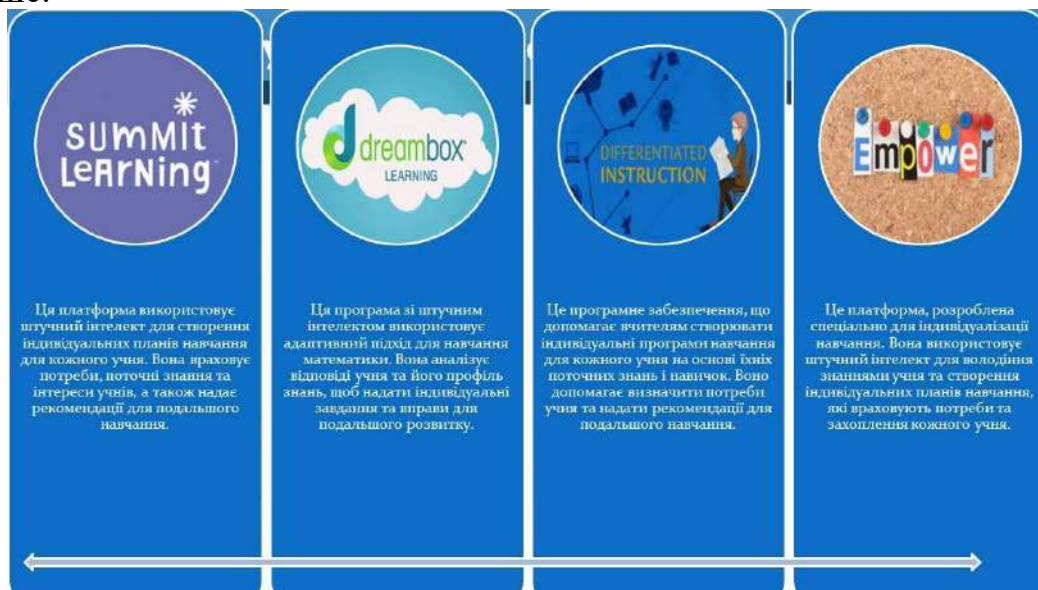 summit
Learning
dreambox
LEARNING
DIFFERENTIATED
INSTRUCTION
Empower
Ця платформа використовує
штучний інтелект для створення
індивідуальних планів навчання
для кожного учня. Вона враховує
потреби, поточні знання та
інтереси учнів, а також надає
рекомендації для подальшого
навчання.
Ця програма зі штучним
інтелектом використовує
адаптивний підхід для навчання
математики. Вона аналізує
відповіді учня та його профіль
знань, щоб надати індивідуальні
завдання та вправи для
подальшого розвитку.
Це програмне забезпечення, що
допомагає вчителям створювати
індивідуальні програми навчання
для кожного учня на основі їхніх
поточних знань і навичок. Воно
допомагає визначити потреби
учня та надати рекомендації для
подальшого навчання.
Це платформа, розроблена
спеціально для індивідуалізації
навчання. Вона використовує
штучний інтелект для володіння
знаннями учня та створення
індивідуальних планів навчання,
які враховують потреби та
захоплення кожного учня.